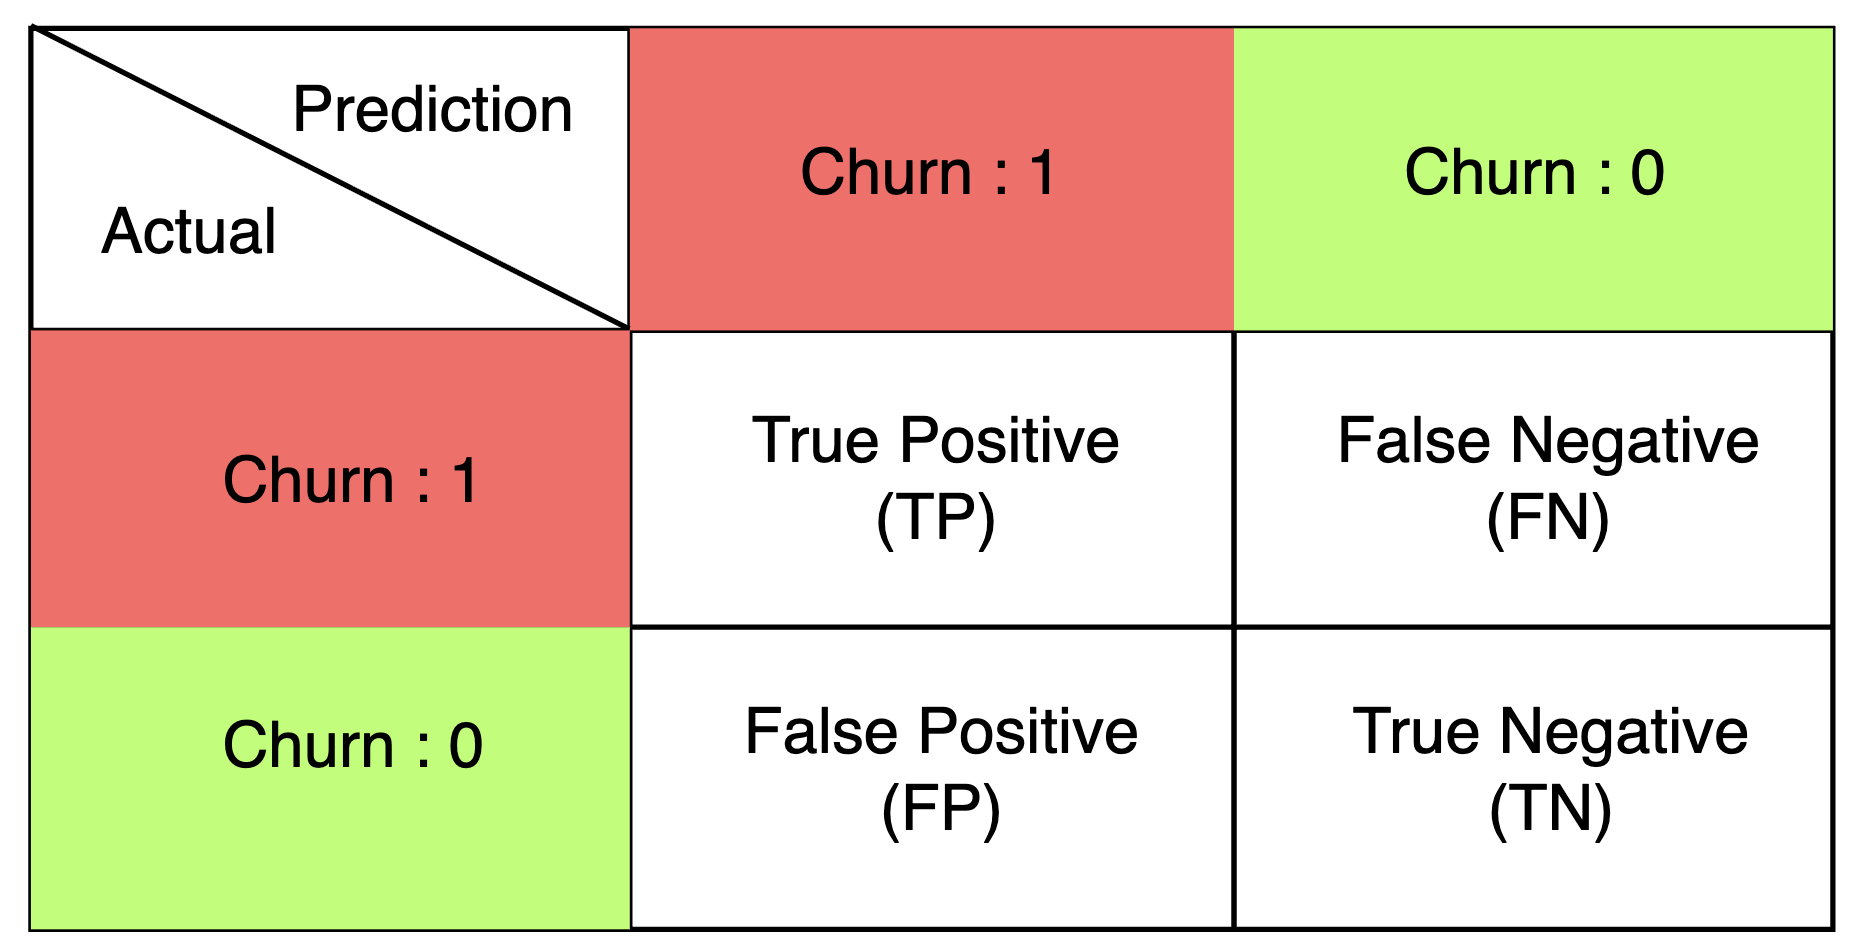 Prediction
Actual
Churn : 1
Churn : 0
Churn : 1
True Positive
(TP)
False Negative
(FN)
Churn : 0
False Positive
(FP)
True Negative
(TN)